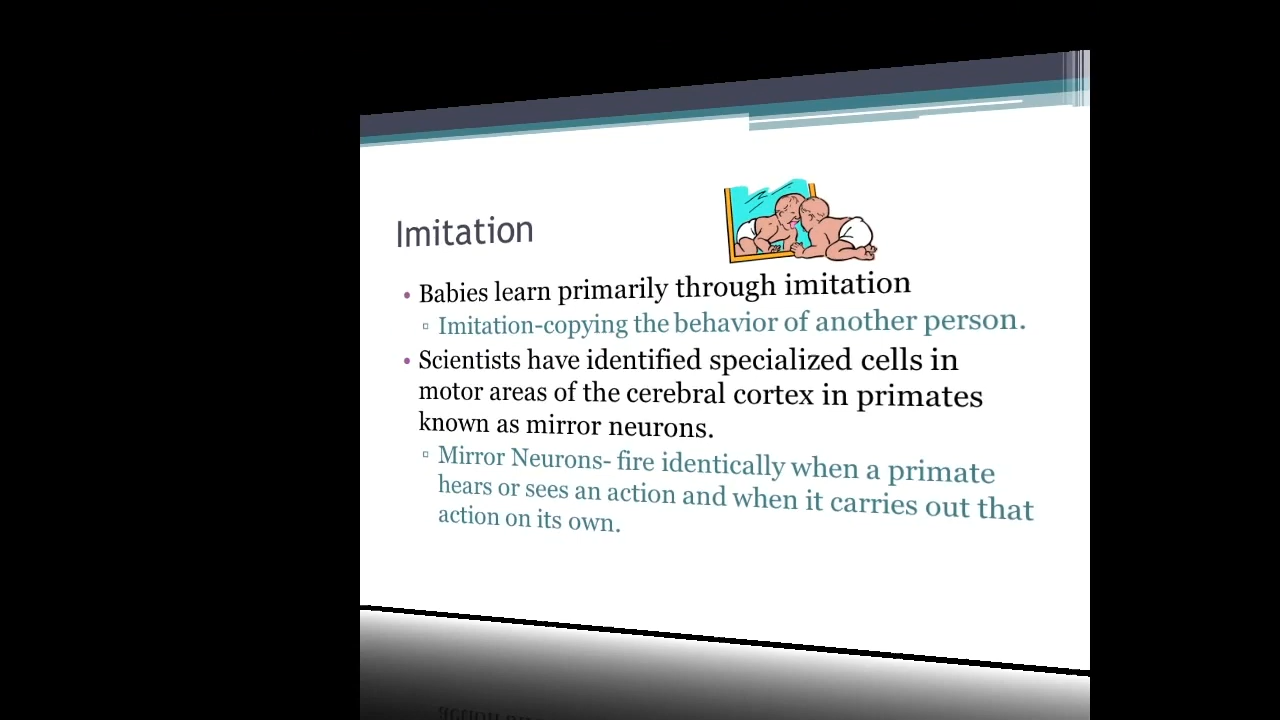 Imitation
• Babies learn primarily through imitation
▫ Imitation-copying the behavior of another person.
• Scientists have identified specialized cells in
motor areas of the cerebral cortex in primates
known as mirror neurons.
▫ Mirror Neurons- fire identically when a primate
hears or sees an action and when it carries out that
action on its own.